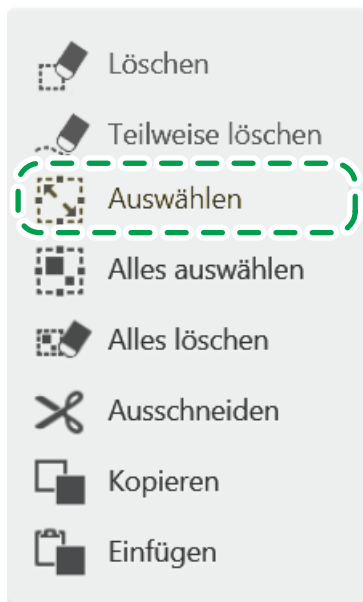 Löschen
Teilweise löschen
Auswählen
Alles auswählen
Alles löschen
Ausschneiden
Kopieren
Einfügen